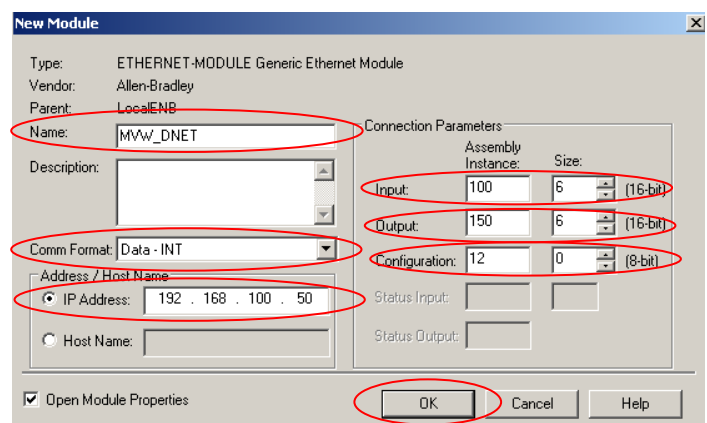 New Module
Type: ETHERNET-MODULE Generic Ethernet Module
Vendor: Allen-Bradley
Parent: LocalENB
Name: MVW_DNET
Description:
Comm Format: Data - INT
Address / Host Name
IP Address: 192 . 168 . 100 . 50
Host Name:
Connection Parameters
Assembly
Instance: Size:
Input: 100 6 (16-bit)
Output: 150 6 (16-bit)
Configuration: 12 0 (8-bit)
Status Input:
Status Output:
Open Module Properties
OK Cancel Help